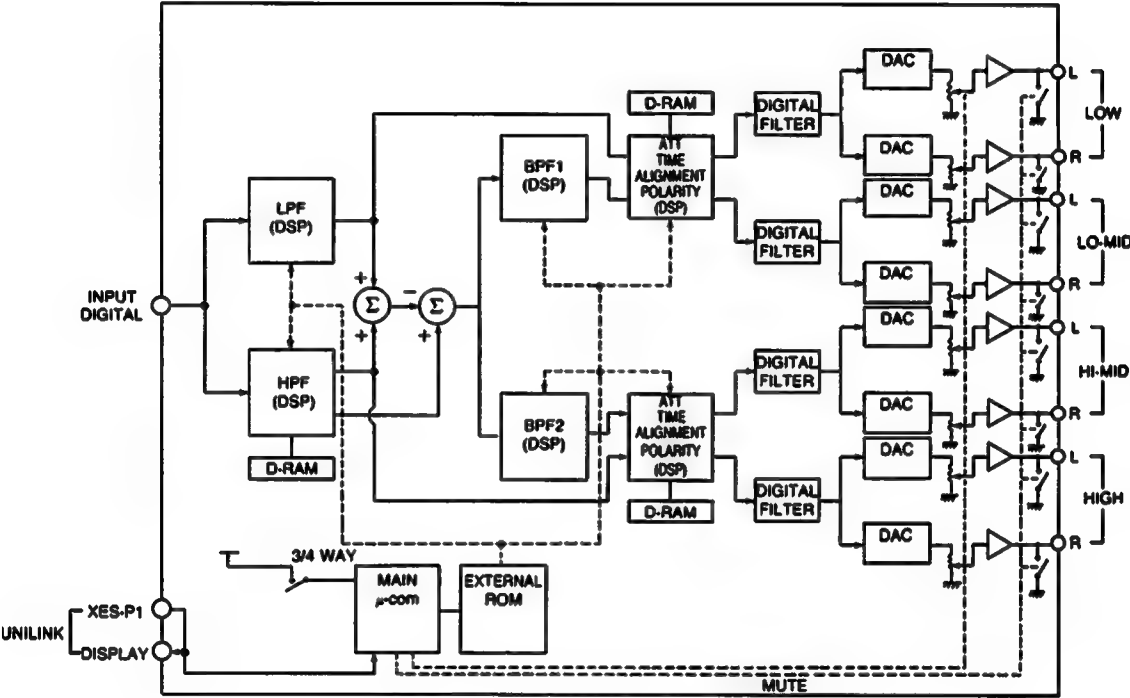 DAC
L
D-RAM
DIGITAL
FILTER
LOW
BPF1
(DSP)
ATT
TIME
ALIGNMENT
POLARITY
(DSP)
DAC
R
LPF
(DSP)
DAC
L
DIGITAL
FILTER
LO-MID
+
−
Σ
Σ
+
+
DAC
R
INPUT
DIGITAL
DAC
L
HPF
(DSP)
DIGITAL
FILTER
HI-MID
BPF2
(DSP)
ATT
TIME
ALIGNMENT
POLARITY
(DSP)
DAC
R
D-RAM
DAC
L
DIGITAL
FILTER
HIGH
D-RAM
DAC
R
3/4 WAY
MAIN
μ-com
EXTERNAL
ROM
UNILINK
XES-P1
DISPLAY
MUTE